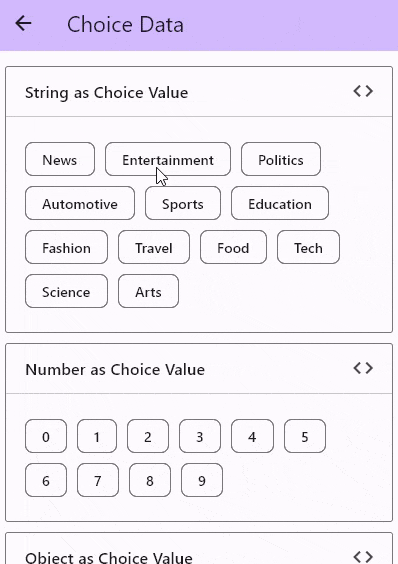 Choice Data
String as Choice Value
News Entertainment Politics
Automotive Sports Education
Fashion Travel Food Tech
Science Arts
Number as Choice Value
0 1 2 3 4 5
6 7 8 9
Object as Choice Value